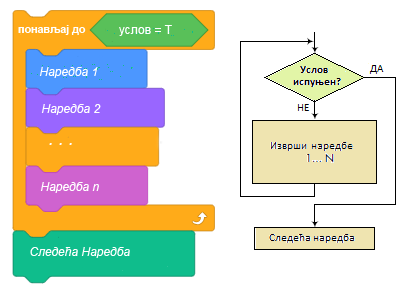 понављај до
услов = T
Наредба 1
Наредба 2
. . .
Наредба n
Следећа Наредба
Услов
испуњен?
ДА
НЕ
Изврши наредбе
1... N
Следећа наредба